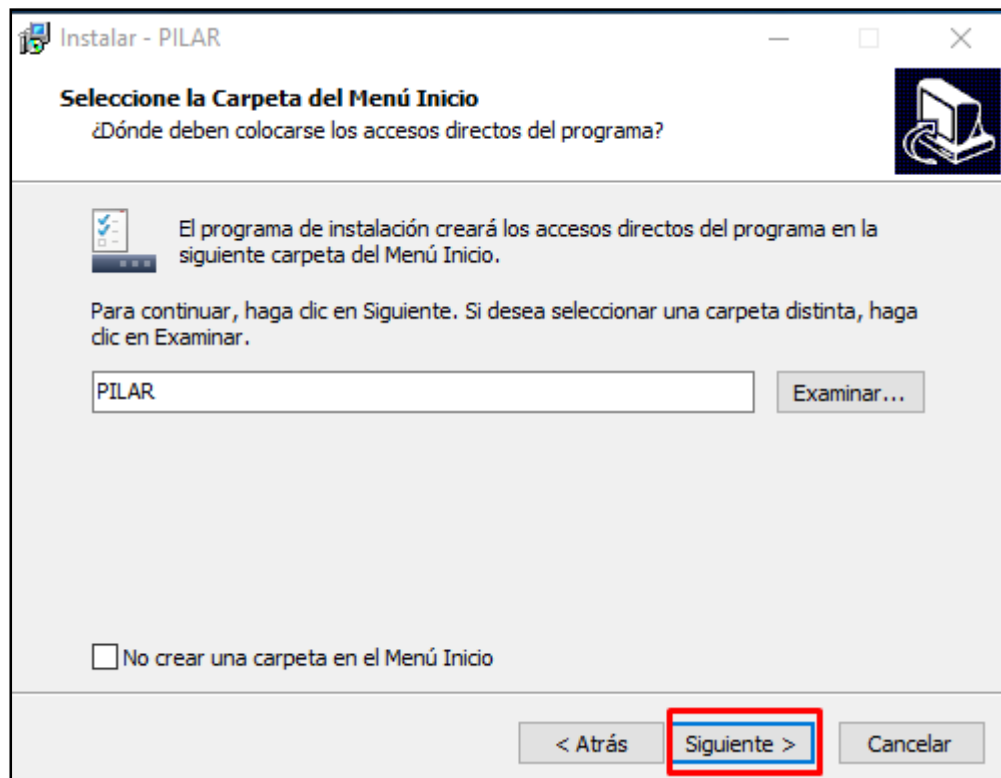 Instalar - PILAR
Seleccione la Carpeta del Menú Inicio
¿Dónde deben colocarse los accesos directos del programa?
El programa de instalación creará los accesos directos del programa en la
siguiente carpeta del Menú Inicio.
Para continuar, haga clic en Siguiente. Si desea seleccionar una carpeta distinta, haga
clic en Examinar.
PILAR
Examinar...
No crear una carpeta en el Menú Inicio
< Atrás
Siguiente >
Cancelar